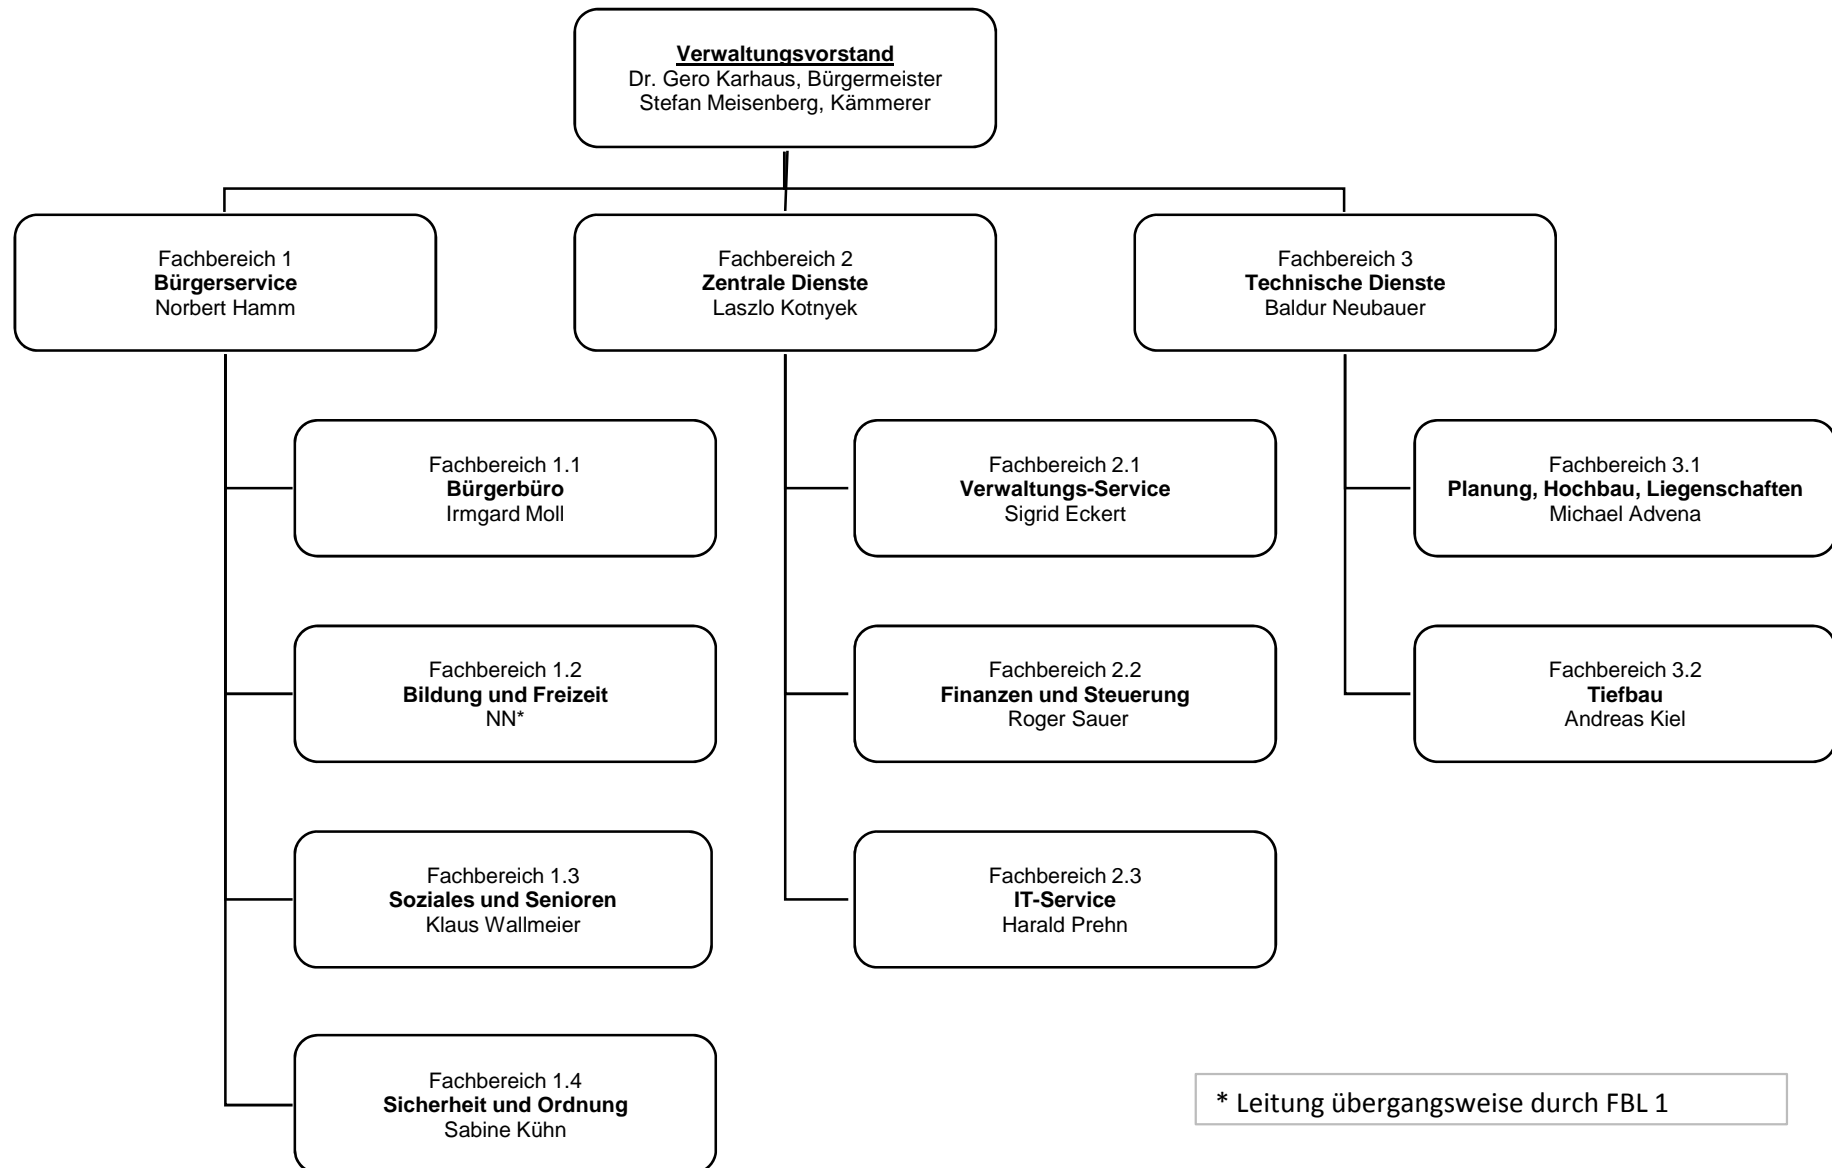 Verwaltungsvorstand
Dr. Gero Karhaus, Bürgermeister
Stefan Meisenberg, Kämmerer
Fachbereich 1
Bürgerservice
Norbert Hamm
Fachbereich 2
Zentrale Dienste
Laszlo Kotnyek
Fachbereich 3
Technische Dienste
Baldur Neubauer
Fachbereich 1.1
Bürgerbüro
Irmgard Moll
Fachbereich 2.1
Verwaltungs-Service
Sigrid Eckert
Fachbereich 3.1
Planung, Hochbau, Liegenschaften
Michael Advena
Fachbereich 1.2
Bildung und Freizeit
NN*
Fachbereich 2.2
Finanzen und Steuerung
Roger Sauer
Fachbereich 3.2
Tiefbau
Andreas Kiel
Fachbereich 1.3
Soziales und Senioren
Klaus Wallmeier
Fachbereich 2.3
IT-Service
Harald Prehn
Fachbereich 1.4
Sicherheit und Ordnung
Sabine Kühn
* Leitung übergangsweise durch FBL 1